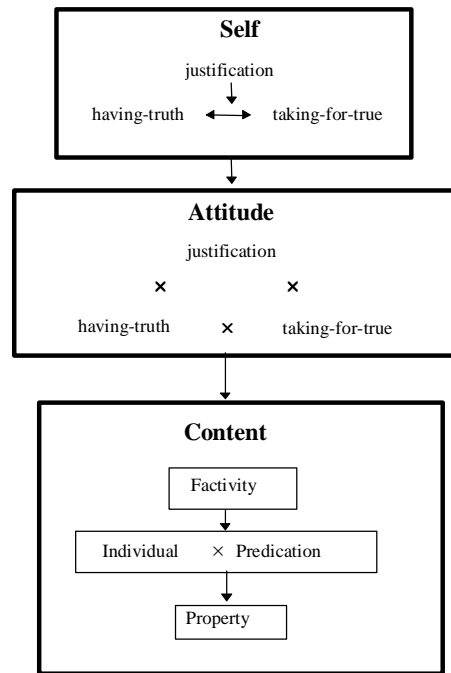 Self
justification
having-truth taking-for-true
Attitude
justification
× ×
having-truth × taking-for-true
Content
Factivity
Individual × Predication
Property